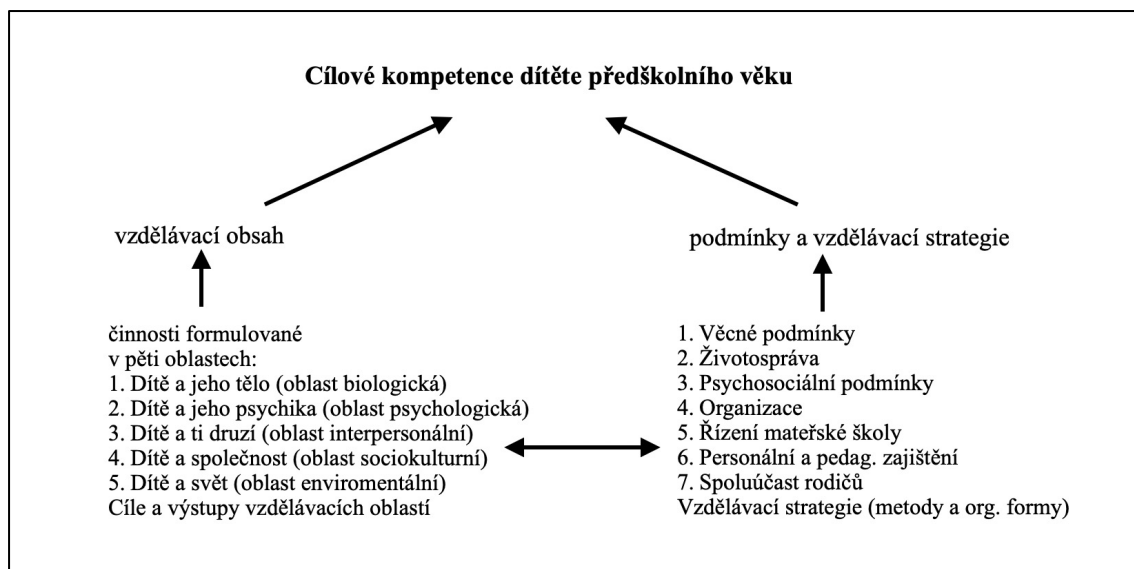 Cílové kompetence dítěte předškolního věku
vzdělávací obsah
podmínky a vzdělávací strategie
činnosti formulované
v pěti oblastech:
1. Dítě a jeho tělo (oblast biologická)
2. Dítě a jeho psychika (oblast psychologická)
3. Dítě a ti druzí (oblast interpersonální)
4. Dítě a společnost (oblast sociokulturní)
5. Dítě a svět (oblast enviromentální)
Cíle a výstupy vzdělávacích oblastí
1. Věcné podmínky
2. Životospráva
3. Psychosociální podmínky
4. Organizace
5. Řízení mateřské školy
6. Personální a pedag. zajištění
7. Spoluúčast rodičů
Vzdělávací strategie (metody a org. formy)